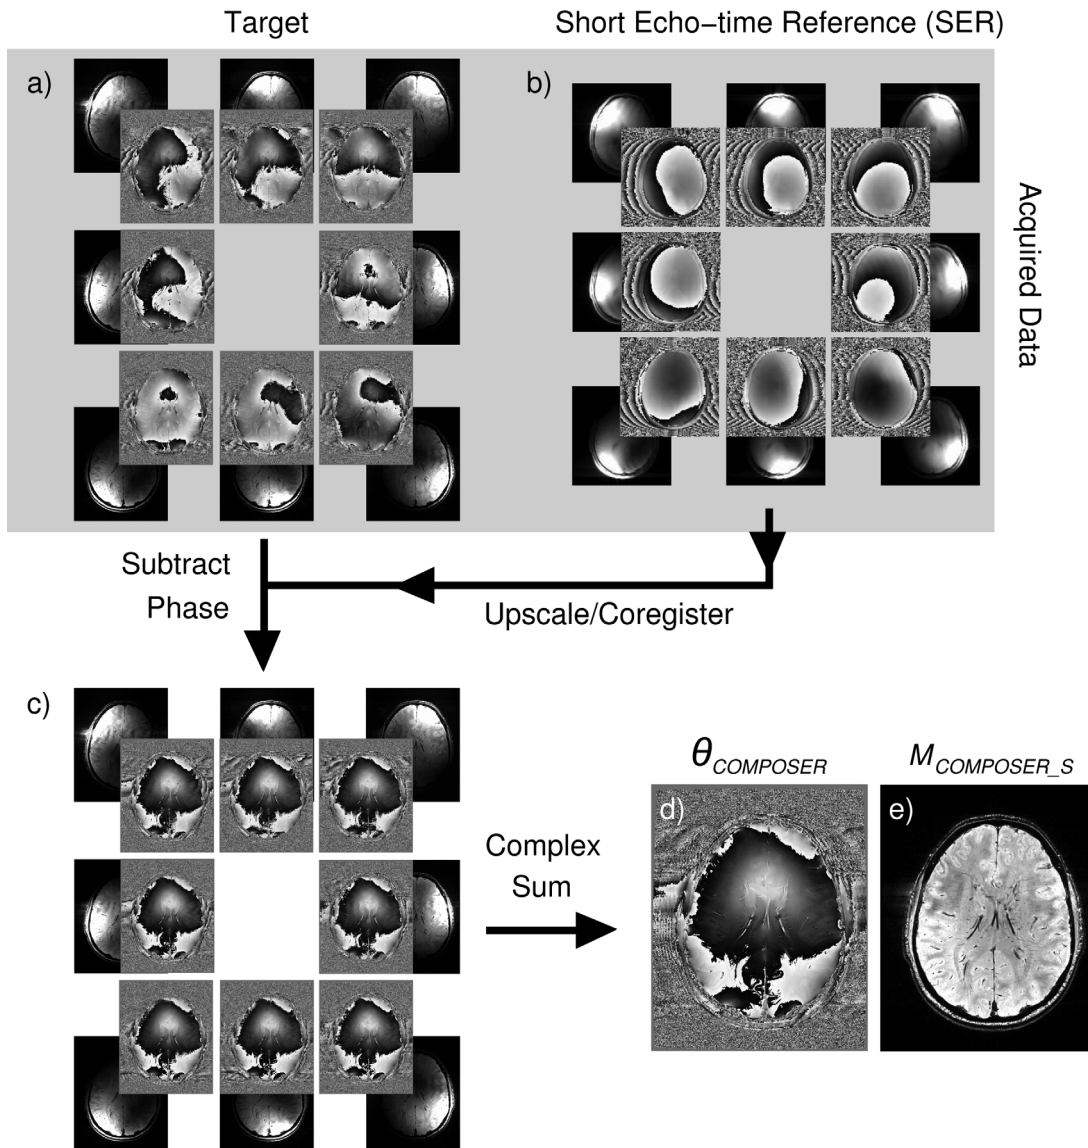 Target
Short Echo−time Reference (SER)
a)
b)
Acquired Data
Subtract
Phase
Upscale/Coregister
c)
θCOMPOSER
MCOMPOSER_S
d)
e)
Complex
Sum